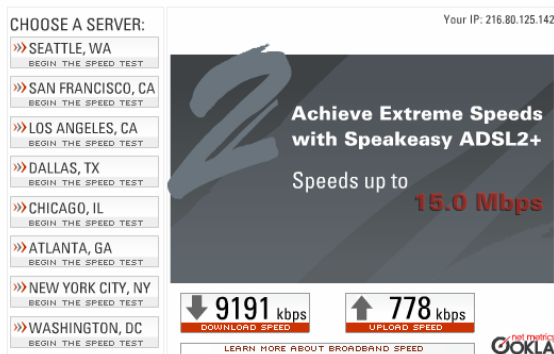 CHOOSE A SERVER:
SEATTLE, WA
BEGIN THE SPEED TEST
SAN FRANCISCO, CA
BEGIN THE SPEED TEST
LOS ANGELES, CA
BEGIN THE SPEED TEST
DALLAS, TX
BEGIN THE SPEED TEST
CHICAGO, IL
BEGIN THE SPEED TEST
ATLANTA, GA
BEGIN THE SPEED TEST
NEW YORK CITY, NY
BEGIN THE SPEED TEST
WASHINGTON, DC
BEGIN THE SPEED TEST
Your IP: 216.80.125.142
2
Achieve Extreme Speeds
with Speakeasy ADSL2+
Speeds up to
15.0 Mbps
9191 kbps
DOWNLOAD SPEED
778 kbps
UPLOAD SPEED
LEARN MORE ABOUT BROADBAND SPEED
net metrics
OOKLA